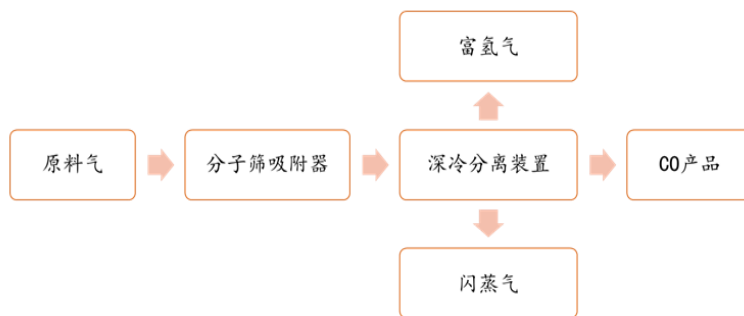 富氢气
原料气
分子筛吸附器
深冷分离装置
CO产品
闪蒸气